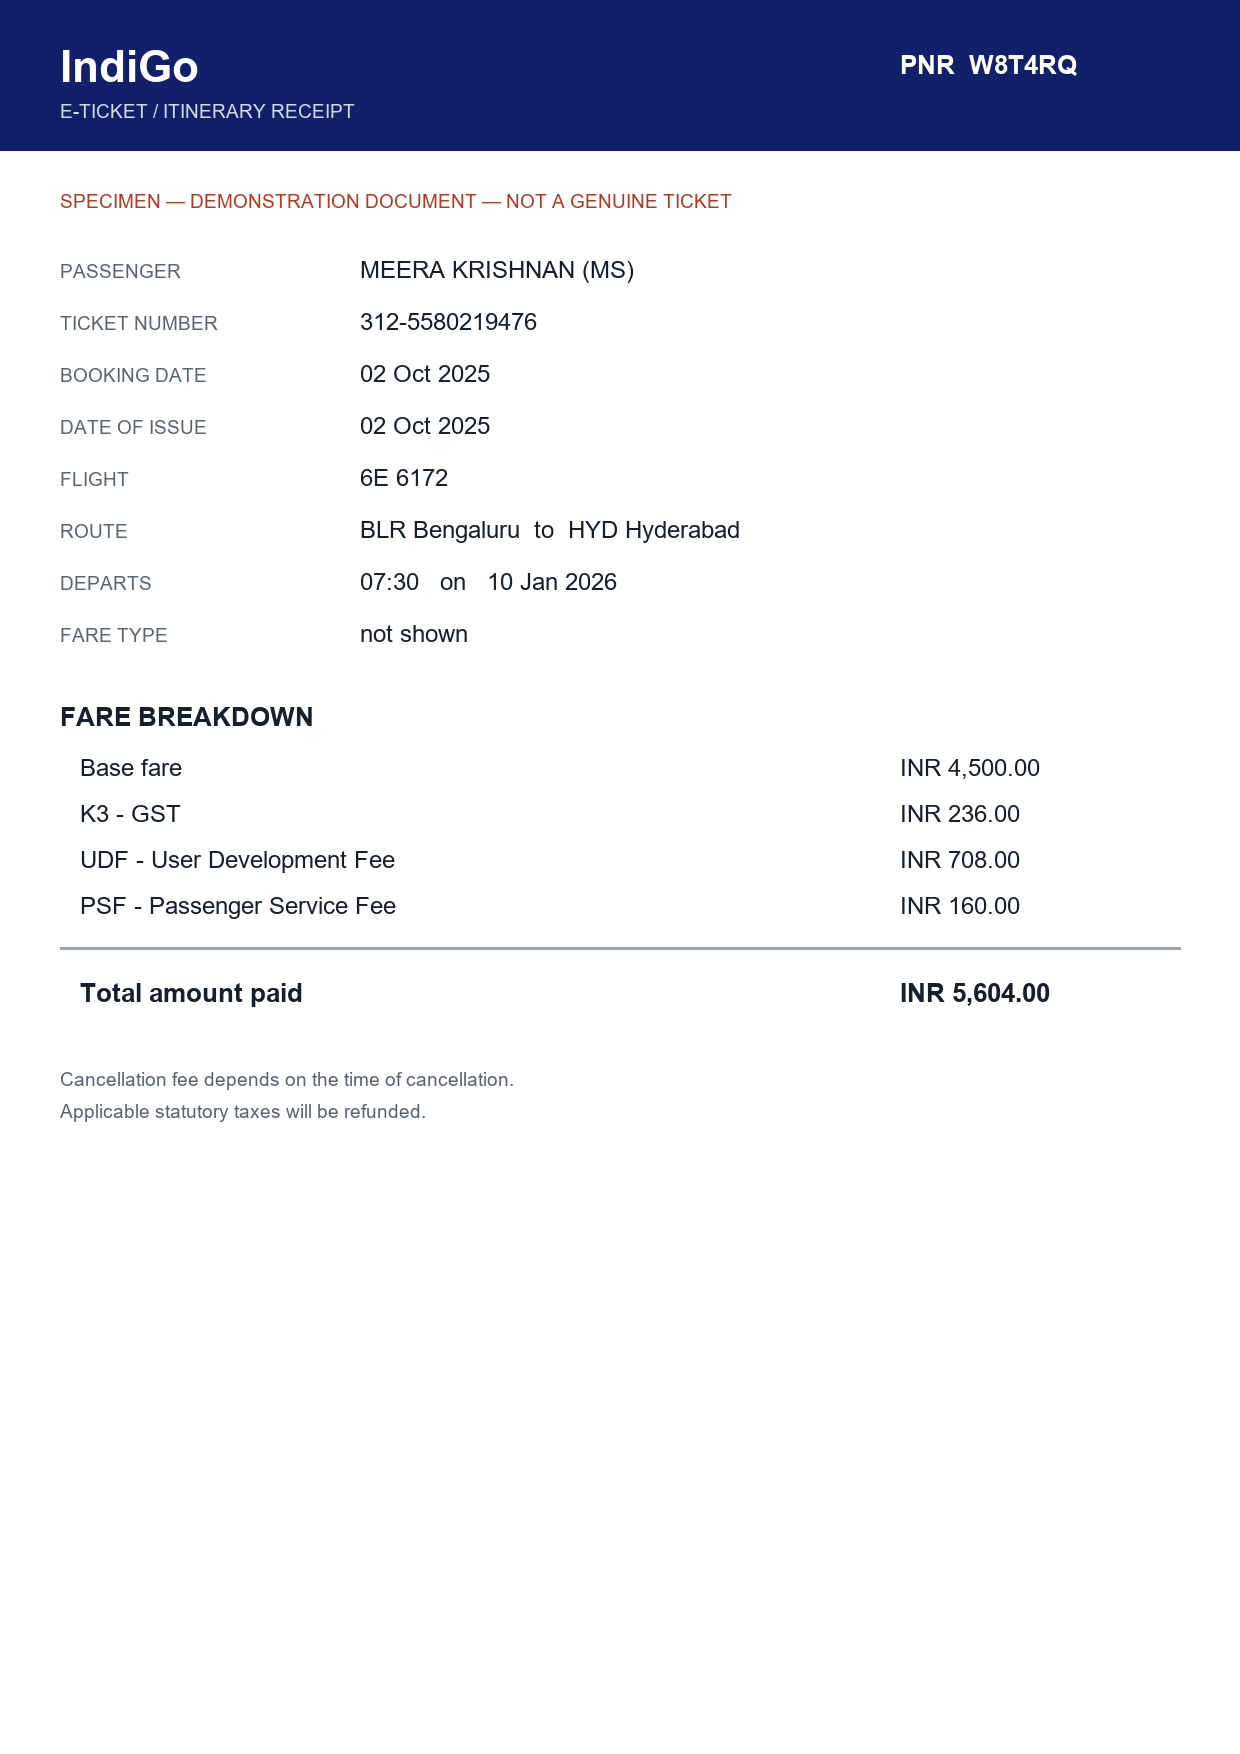 IndiGo
PNR W8T4RQ
E-TICKET / ITINERARY RECEIPT
SPECIMEN — DEMONSTRATION DOCUMENT — NOT A GENUINE TICKET
PASSENGER MEERA KRISHNAN (MS)
TICKET NUMBER 312-5580219476
BOOKING DATE 02 Oct 2025
DATE OF ISSUE 02 Oct 2025
FLIGHT 6E 6172
ROUTE BLR Bengaluru to HYD Hyderabad
DEPARTS 07:30 on 10 Jan 2026
FARE TYPE not shown
FARE BREAKDOWN
Base fare INR 4,500.00
K3 - GST INR 236.00
UDF - User Development Fee INR 708.00
PSF - Passenger Service Fee INR 160.00
Total amount paid INR 5,604.00
Cancellation fee depends on the time of cancellation.
Applicable statutory taxes will be refunded.